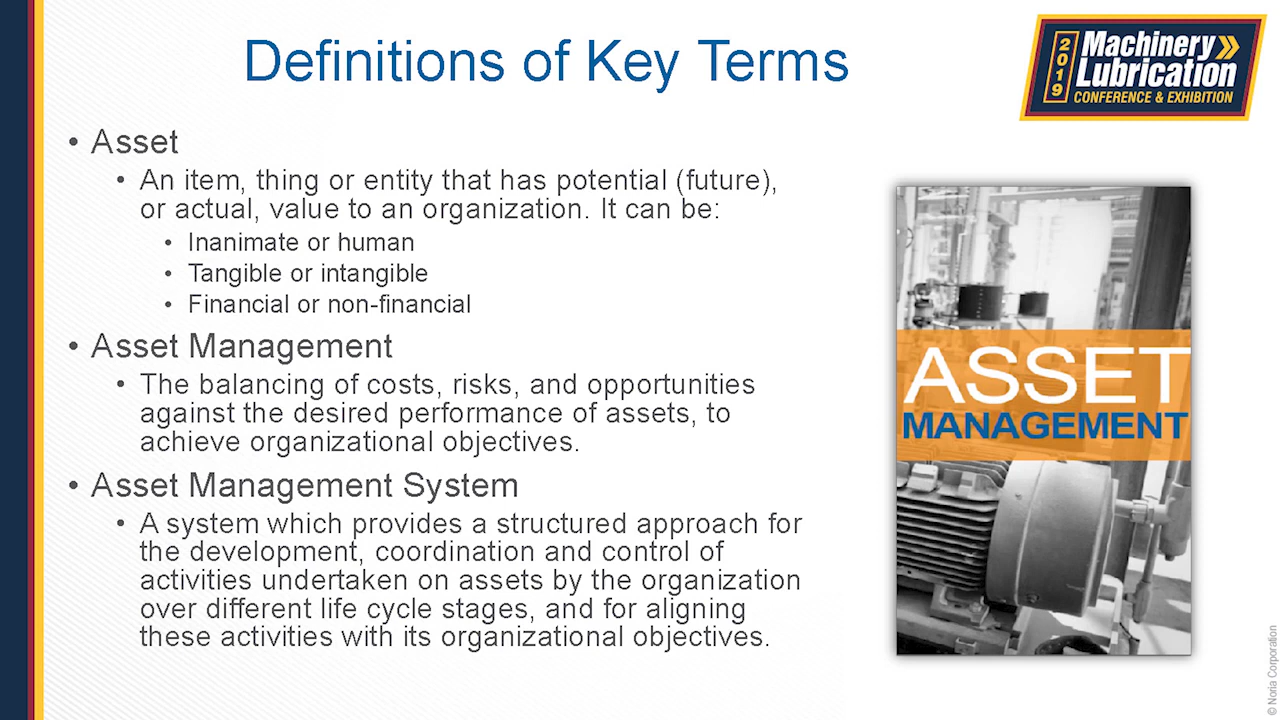 Definitions of Key Terms
2019
Machinery
Lubrication
CONFERENCE & EXHIBITION
• Asset
• An item, thing or entity that has potential (future),
or actual, value to an organization. It can be:
• Inanimate or human
• Tangible or intangible
• Financial or non-financial
• Asset Management
• The balancing of costs, risks, and opportunities
against the desired performance of assets, to
achieve organizational objectives.
• Asset Management System
• A system which provides a structured approach for
the development, coordination and control of
activities undertaken on assets by the organization
over different life cycle stages, and for aligning
these activities with its organizational objectives.
ASSET
MANAGEMENT
© Noria Corporation